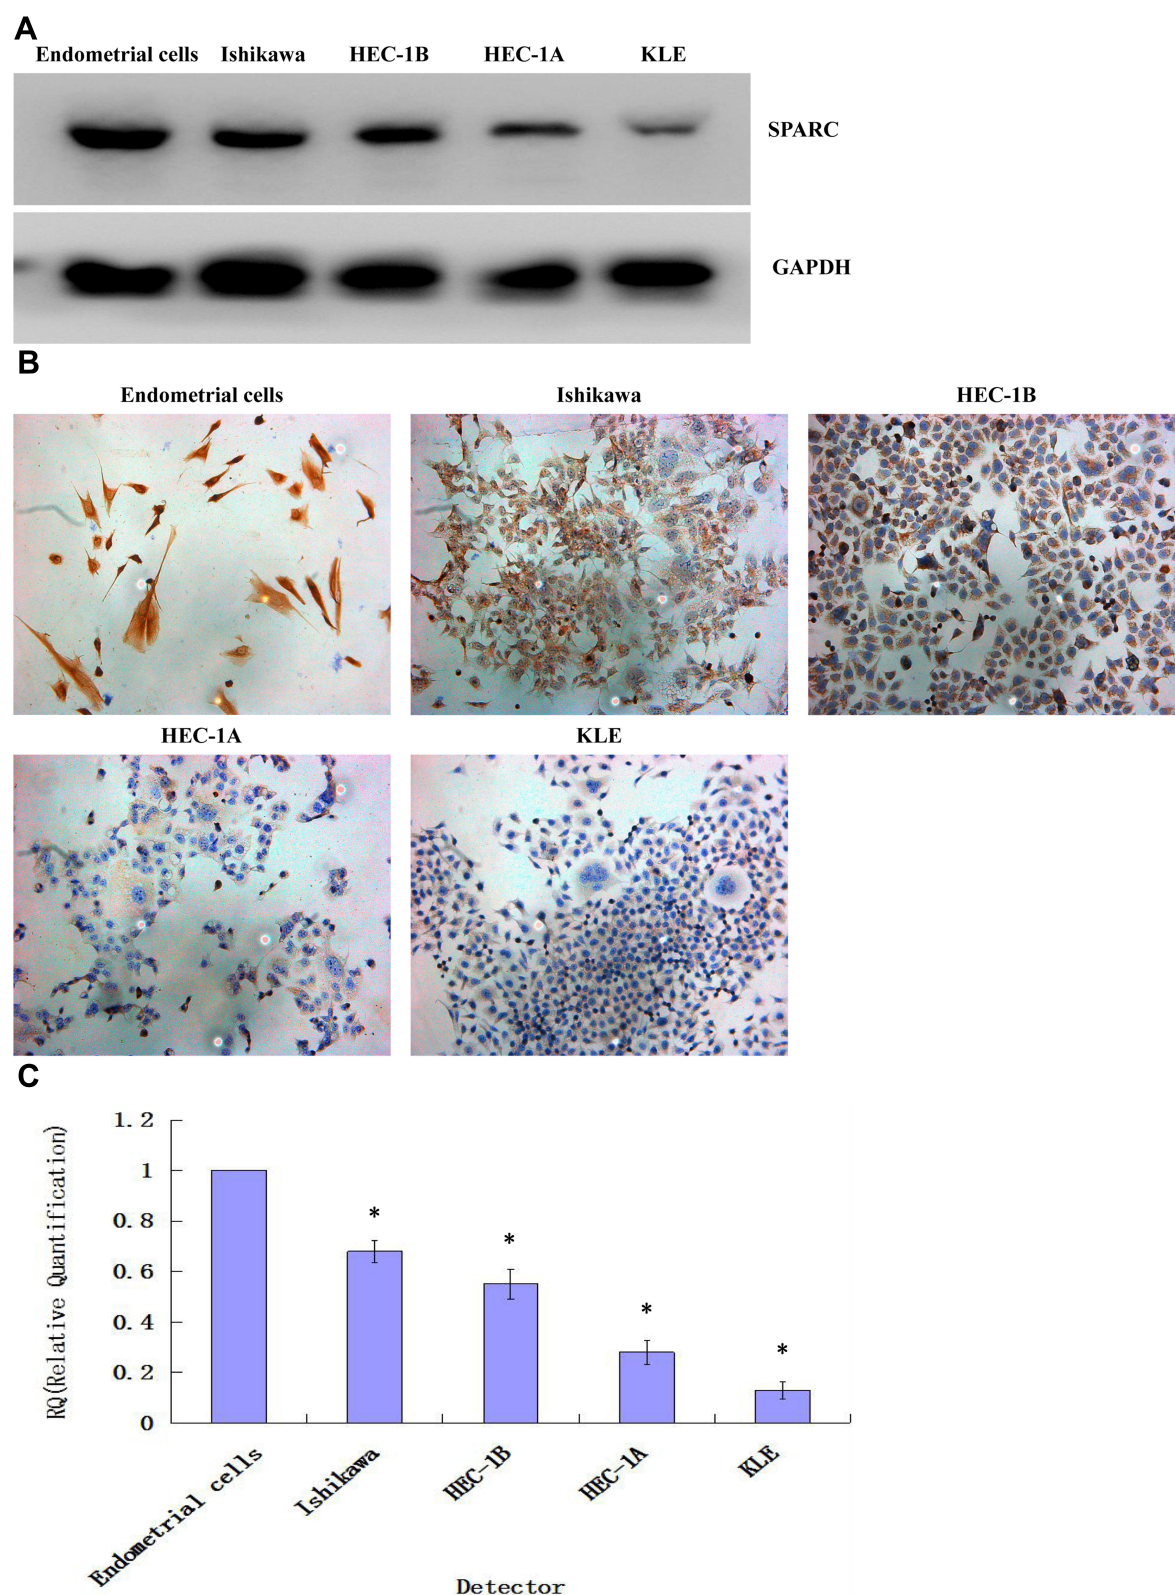 A
Endometrial cells Ishikawa HEC-1B HEC-1A KLE
SPARC
GAPDH
B
Endometrial cells Ishikawa HEC-1B
HEC-1A KLE
C
RQ(Relative Quantification)
1.2
1
0.8
0.6
0.4
0.2
0
* * * *
Endometrial cells Ishikawa HEC-1B HEC-1A KLE
Detector